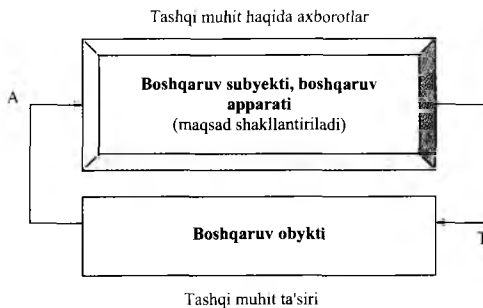 Tashqi muhit haqida axborotlar
A
Boshqaruv subyekti, boshqaruv
apparati
(maqsad shakllantiriladi)
Boshqaruv obykti
T
Tashqi muhit ta'siri